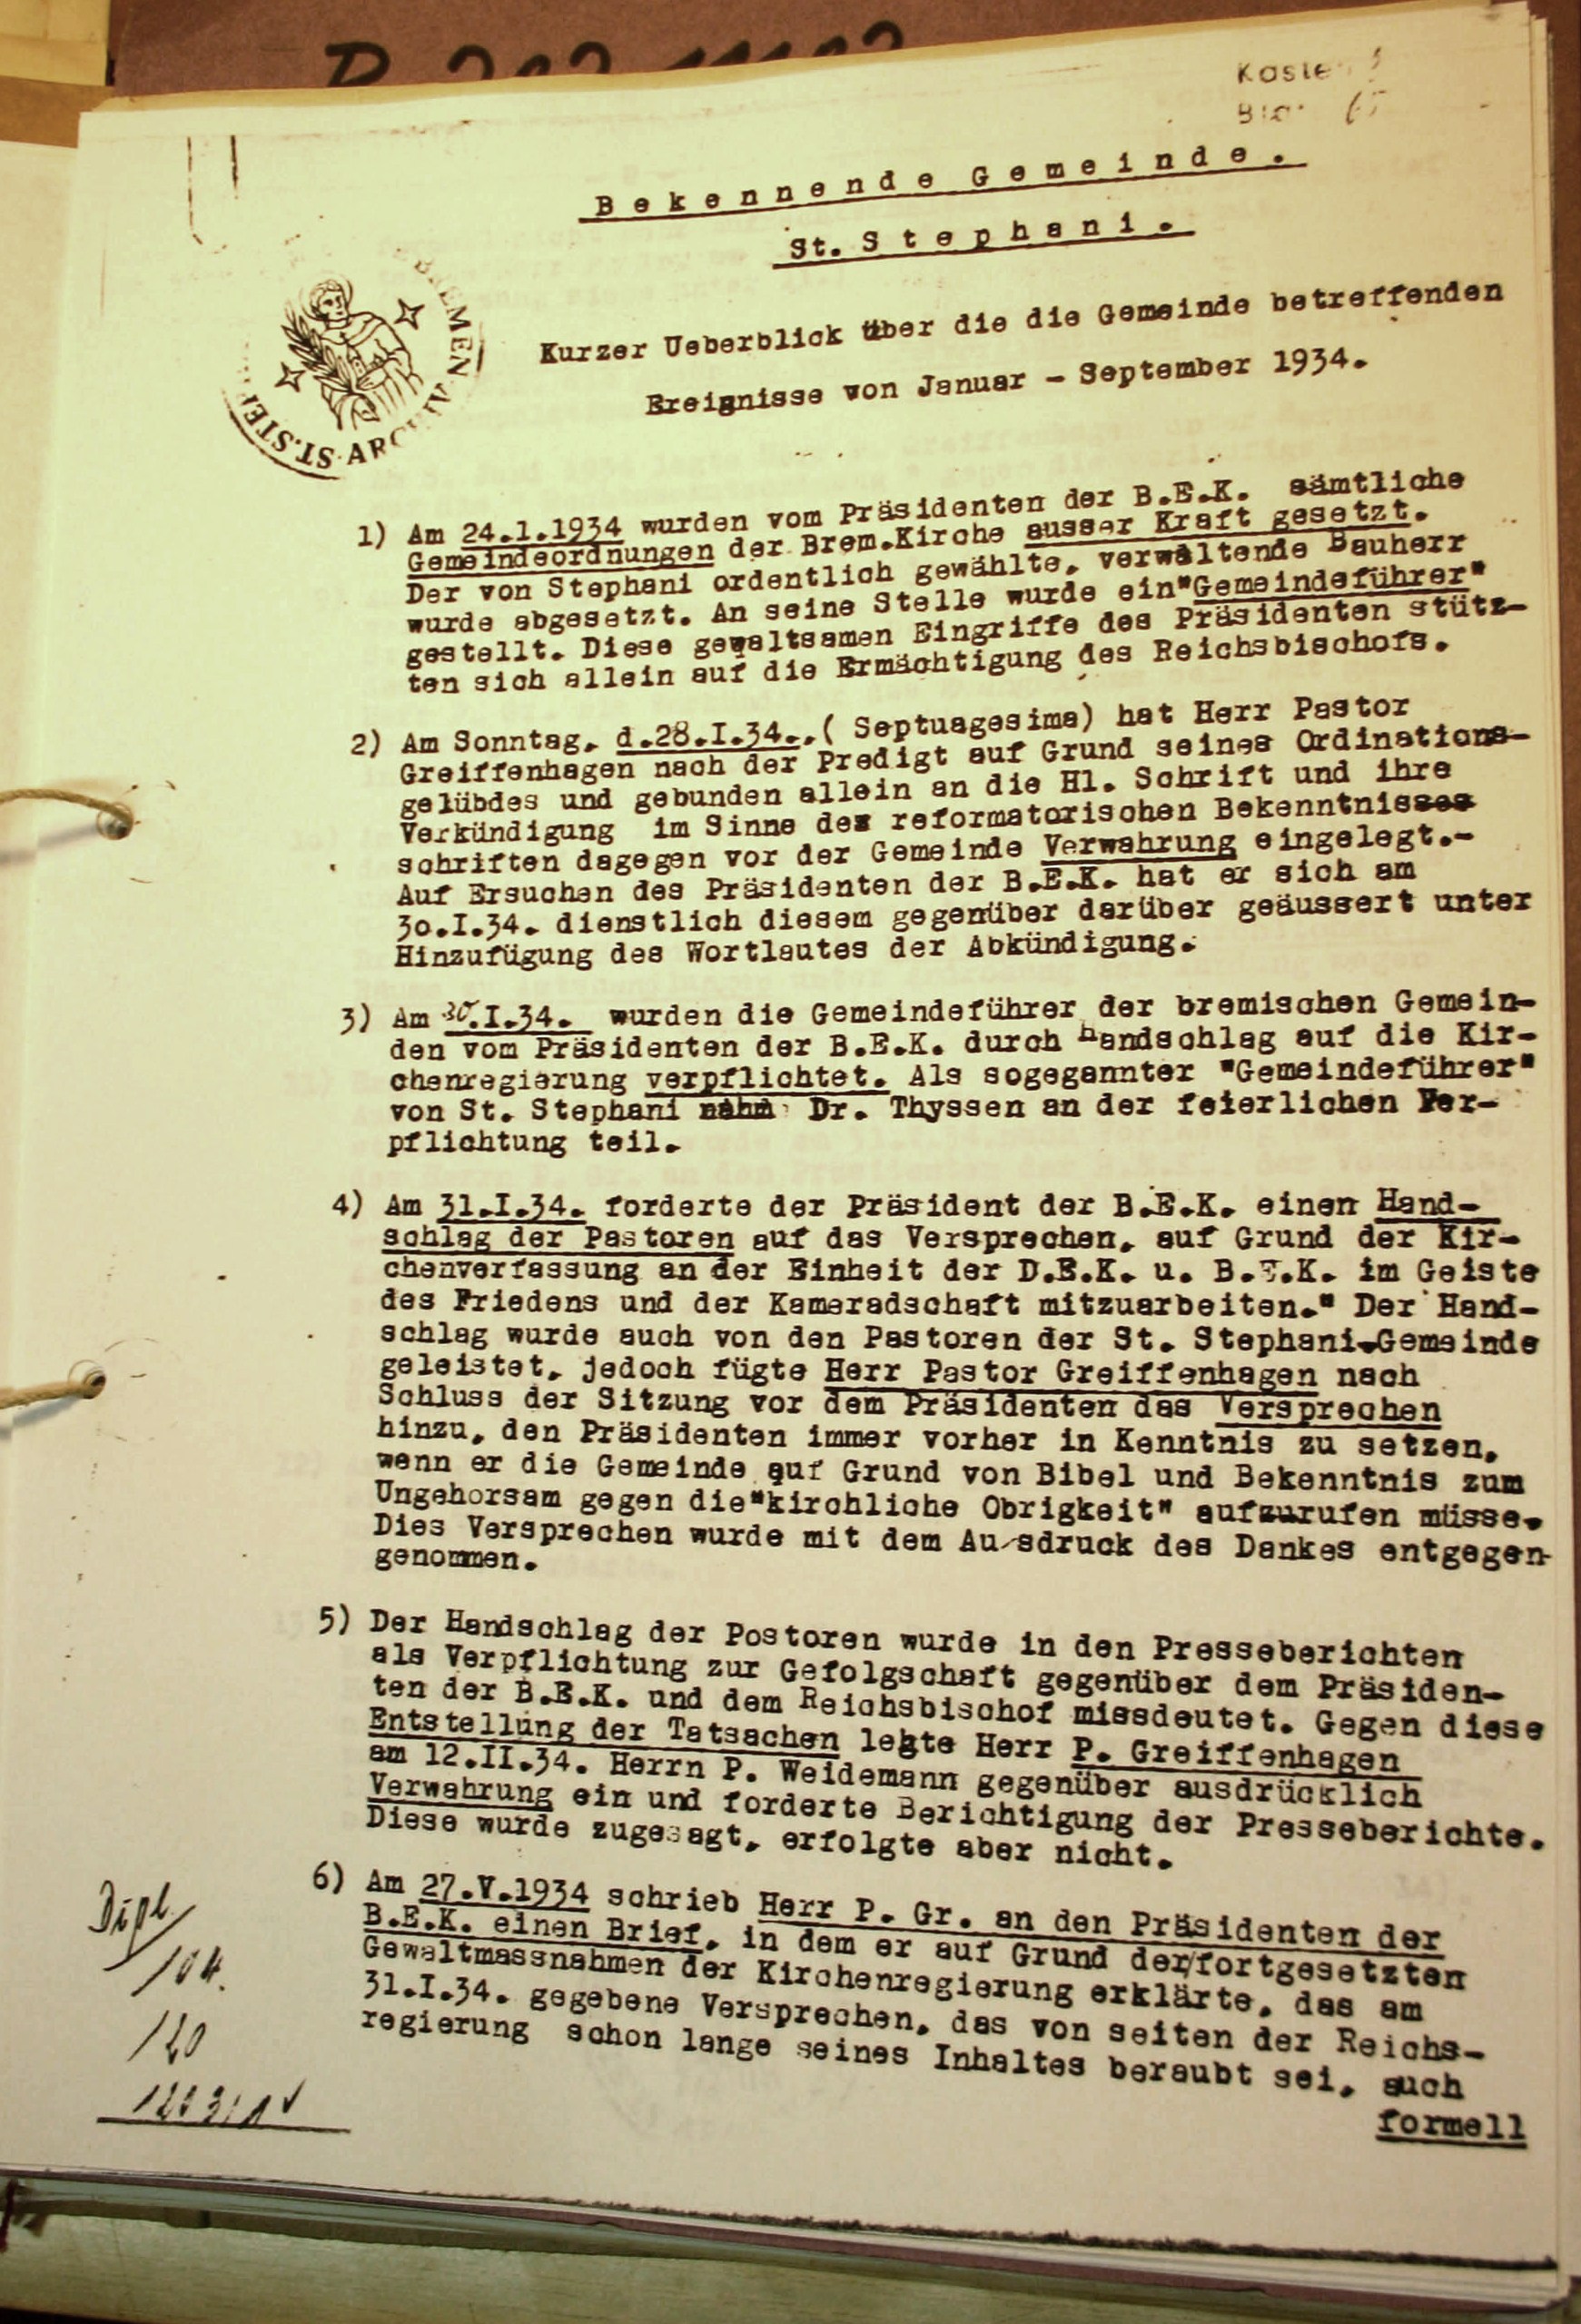 Kaste
Bekennende Gemeinde.
St. Stephani.
Kurzer Ueberblick über die die Gemeinde betreffenden
Ereignisse von Januar - September 1934.
BREMEN
ST.STE
1) Am 24.1.1934 wurden vom Präsidenten der B.E.K. sämtliche
Gemeindeordnungen der Brem.Kirche ausser Kraft gesetzt.
Der von Stephani ordentlich gewählte, verwaltende Bauherr
wurde abgesetzt. An seine Stelle wurde ein"Gemeindeführer"
gestellt. Diese gewaltsamen Eingriffe des Präsidenten stütz-
ten sich allein auf die Ermächtigung des Reichsbischofs.
2) Am Sonntag, d.28.I.34.,( Septuagesima) hat Herr Pastor
Greiffenhagen nach der Predigt auf Grund seines Ordinations-
gelübdes und gebunden allein an die Hl. Schrift und ihre
Verkündigung im Sinne der reformatorischen Bekenntnisses
schriften dagegen vor der Gemeinde Verwahrung eingelegt.-
Auf Ersuchen des Präsidenten der B.E.K. hat er sich am
30.I.34. dienstlich diesem gegenüber darüber geäussert unter
Hinzufügung des Wortlautes der Abkündigung.
3) Am 30.I.34. wurden die Gemeindeführer der bremischen Gemein-
den vom Präsidenten der B.E.K. durch Handschlag auf die Kir-
chenregierung verpflichtet. Als sogegannter "Gemeindeführer"
von St. Stephani nahm Dr. Thyssen an der feierlichen Ver-
pflichtung teil.
4) Am 31.I.34. forderte der Präsident der B.E.K. einen Hand-
schlag der Pastoren auf das Versprechen, auf Grund der Kir-
chenverfassung an der Einheit der D.E.K. u. B.E.K. im Geiste
des Friedens und der Kameradschaft mitzuarbeiten." Der Hand-
schlag wurde auch von den Pastoren der St. Stephani-Gemeinde
geleistet, jedoch fügte Herr Pastor Greiffenhagen nach
Schluss der Sitzung vor dem Präsidenten das Versprechen
hinzu, den Präsidenten immer vorher in Kenntnis zu setzen,
wenn er die Gemeinde auf Grund von Bibel und Bekenntnis zum
Ungehorsam gegen die"kirchliche Obrigkeit" aufzurufen müsse.
Dies Versprechen wurde mit dem Ausdruck des Dankes entgegen-
genommen.
5) Der Handschlag der Postoren wurde in den Presseberichten
als Verpflichtung zur Gefolgschaft gegenüber dem Präsiden-
ten der B.E.K. und dem Reichsbischof missdeutet. Gegen diese
Entstellung der Tatsachen legte Herr P. Greiffenhagen
am 12.II.34. Herrn P. Weidemann gegenüber ausdrücklich
Verwahrung ein und forderte Berichtigung der Presseberichte.
Diese wurde zugesagt, erfolgte aber nicht.
6) Am 27.V.1934 schrieb Herr P. Gr. an den Präsidenten der
B.E.K. einen Brief, in dem er auf Grund der/fortgesetzten
Gewaltmassnahmen der Kirchenregierung erklärte, das am
31.I.34. gegebene Versprechen, das von seiten der Reichs-
regierung schon lange seines Inhaltes beraubt sei, auch
formell
104.
120